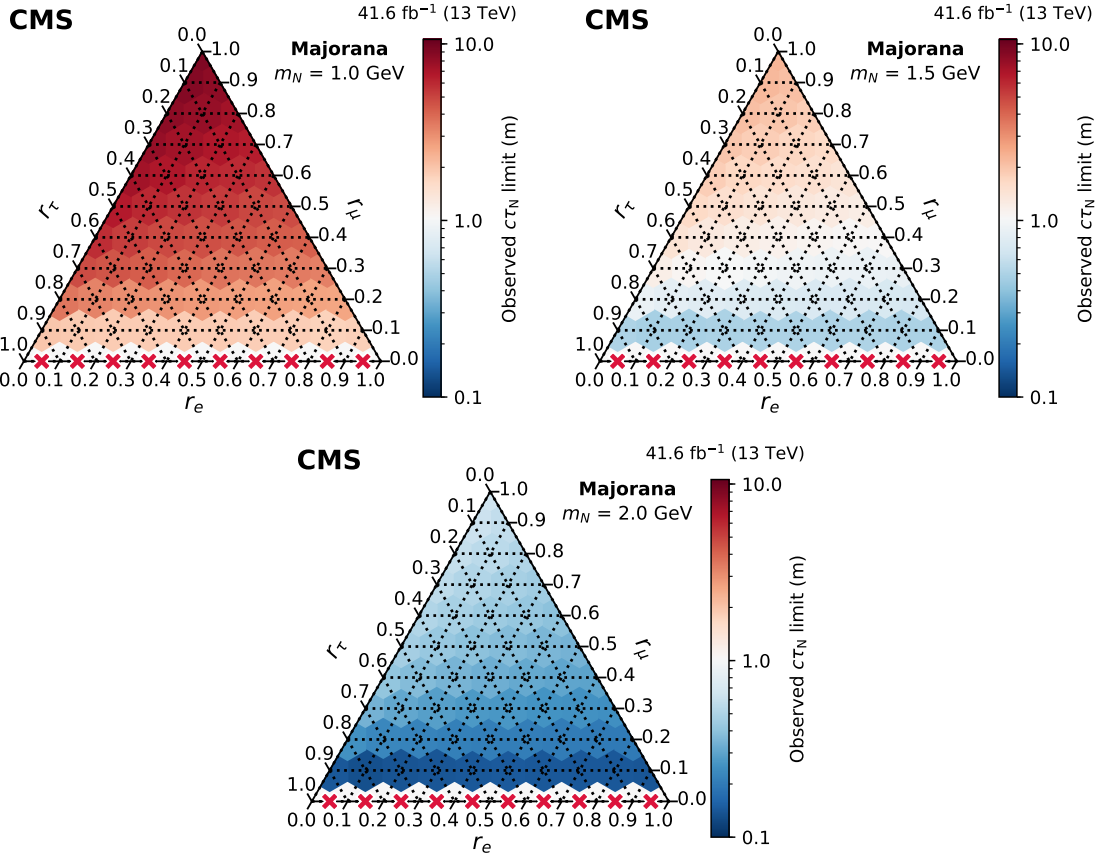 CMS
41.6 fb⁻¹ (13 TeV)
Majorana
m_N = 1.0 GeV
0.0 0.1 0.2 0.3 0.4 0.5 0.6 0.7 0.8 0.9 1.0
r_τ
1.0 0.9 0.8 0.7 0.6 0.5 0.4 0.3 0.2 0.1 0.0
r_μ
0.0 0.1 0.2 0.3 0.4 0.5 0.6 0.7 0.8 0.9 1.0
r_e
10.0
1.0
0.1
Observed cτ_N limit (m)
CMS
41.6 fb⁻¹ (13 TeV)
Majorana
m_N = 1.5 GeV
0.0 0.1 0.2 0.3 0.4 0.5 0.6 0.7 0.8 0.9 1.0
r_τ
1.0 0.9 0.8 0.7 0.6 0.5 0.4 0.3 0.2 0.1 0.0
r_μ
0.0 0.1 0.2 0.3 0.4 0.5 0.6 0.7 0.8 0.9 1.0
r_e
10.0
1.0
0.1
Observed cτ_N limit (m)
CMS
41.6 fb⁻¹ (13 TeV)
Majorana
m_N = 2.0 GeV
0.0 0.1 0.2 0.3 0.4 0.5 0.6 0.7 0.8 0.9 1.0
r_τ
1.0 0.9 0.8 0.7 0.6 0.5 0.4 0.3 0.2 0.1 0.0
r_μ
0.0 0.1 0.2 0.3 0.4 0.5 0.6 0.7 0.8 0.9 1.0
r_e
10.0
1.0
0.1
Observed cτ_N limit (m)